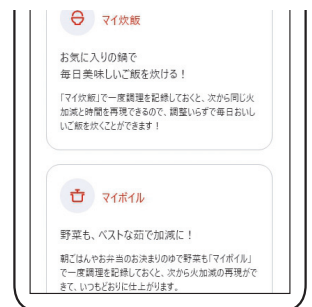 マイ炊飯
お気に入りの鍋で
毎日美味しいご飯を炊ける！
「マイ炊飯」で一度調理を記録しておくと、次から同じ火
加減と時間を再現できるので、調整いらずで毎日おいし
いご飯を炊くことができます！
マイボイル
野菜も、ベストな茹で加減に！
朝ごはんやお弁当のお決まりのゆで野菜も「マイボイル」
で一度調理を記録しておくと、次から火加減の再現がで
きて、いつもどおりに仕上がります。